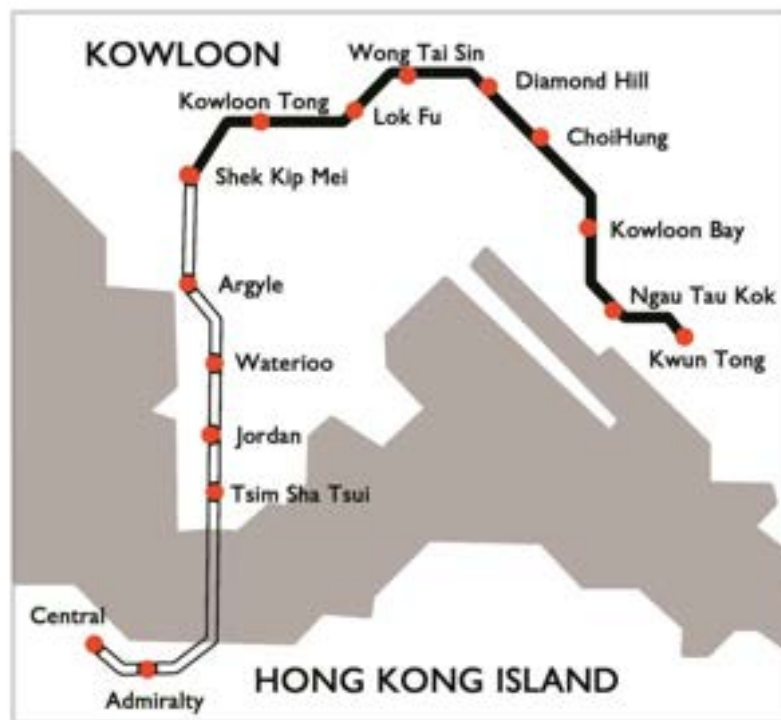 KOWLOON
Wong Tai Sin
Diamond Hill
Kowloon Tong
Lok Fu
ChoiHung
Shek Kip Mei
Kowloon Bay
Argyle
Ngau Tau Kok
Waterioo
Kwun Tong
Jordan
Tsim Sha Tsui
Central
HONG KONG ISLAND
Admiralty